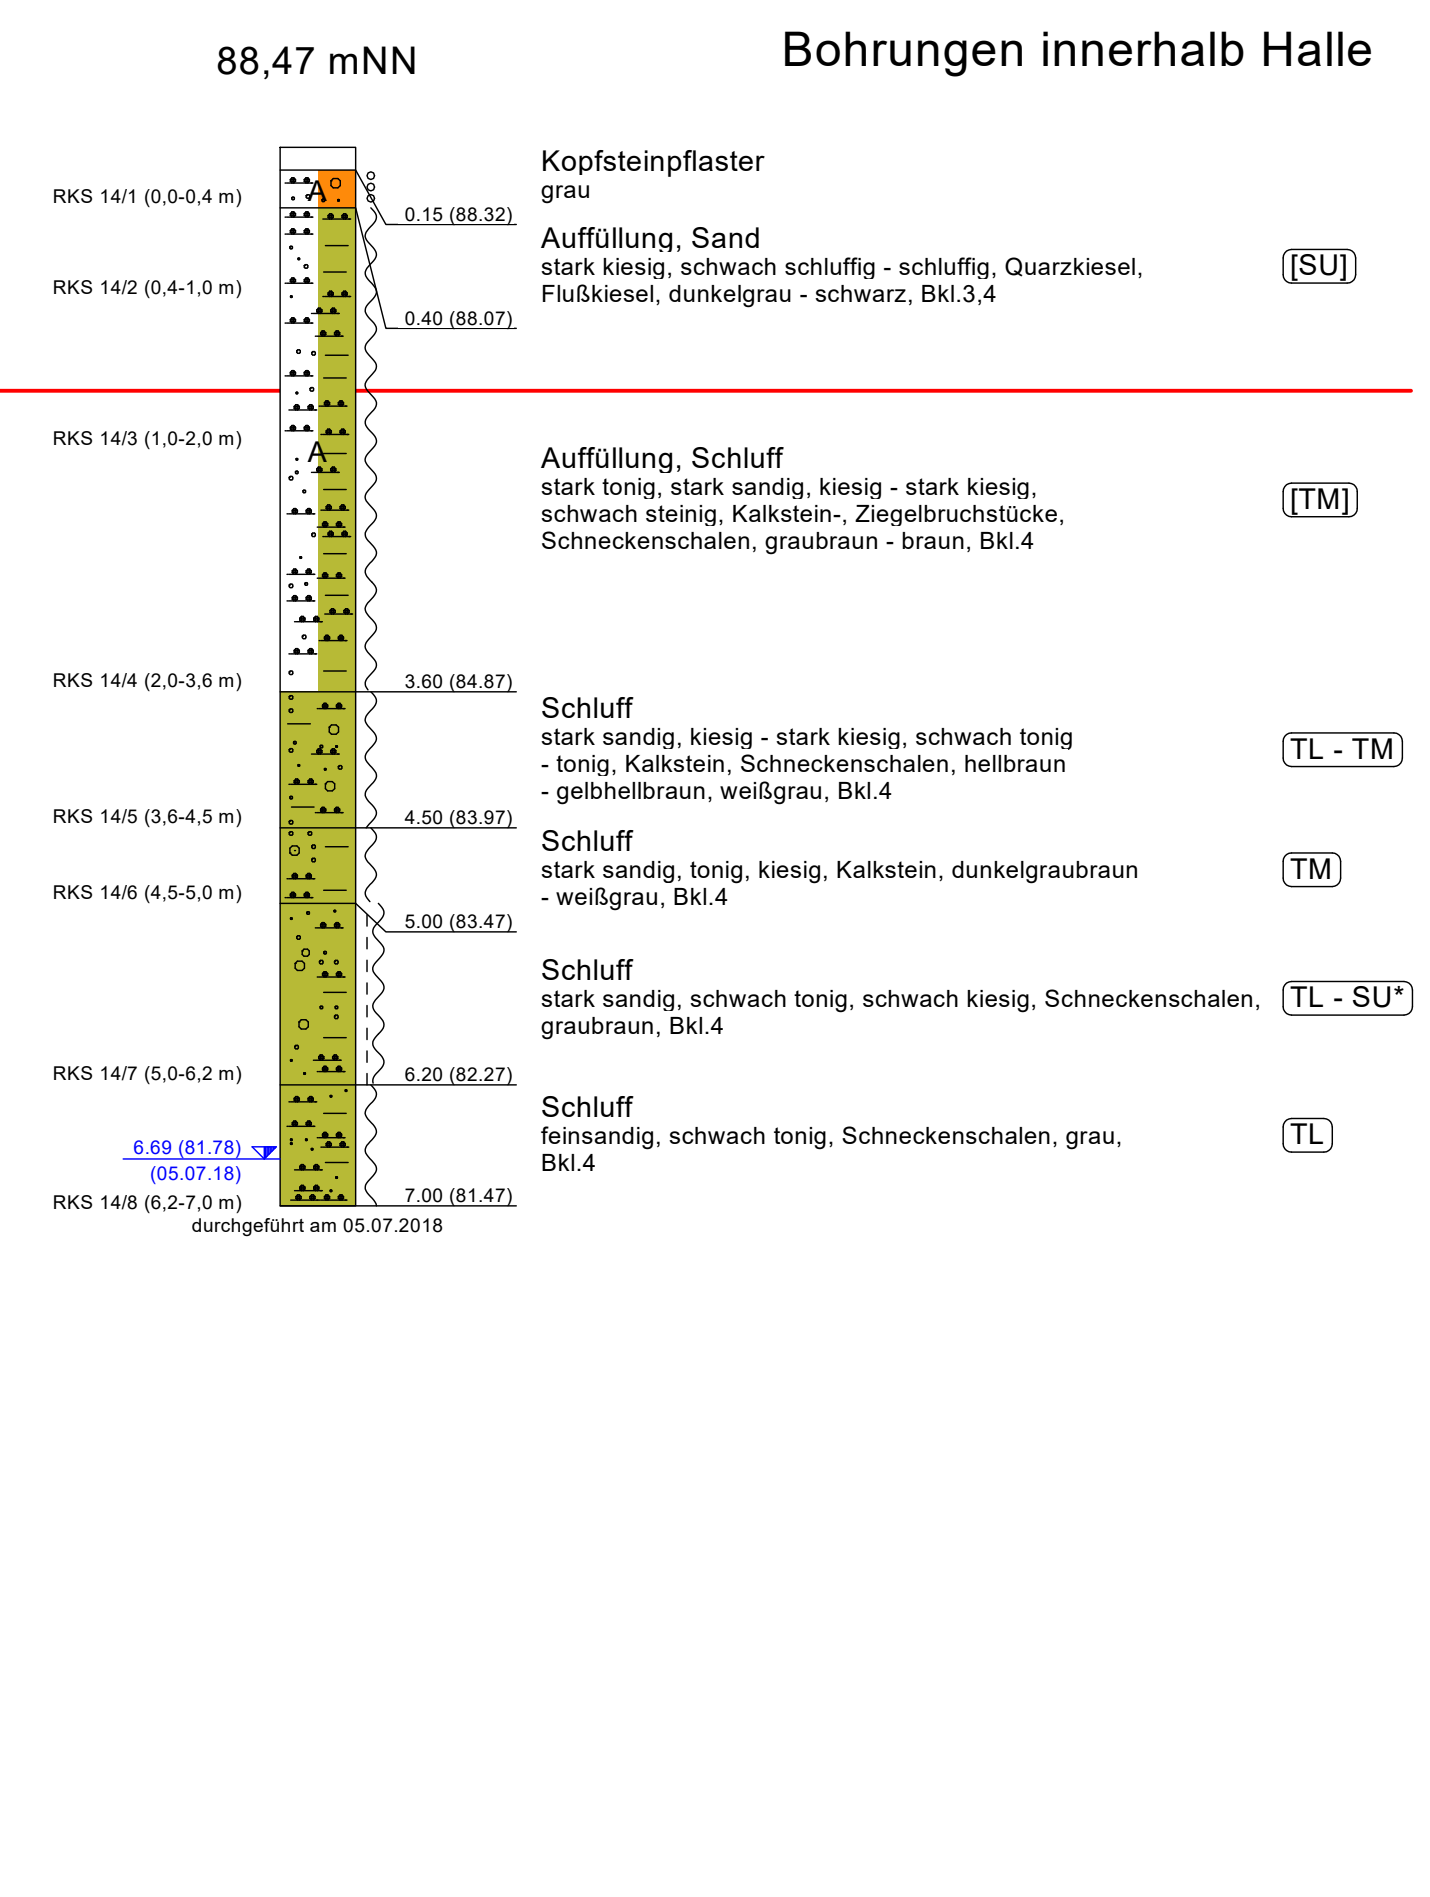 88,47 mNN
Bohrungen innerhalb Halle
Kopfsteinpflaster
grau
RKS 14/1 (0,0-0,4 m)
A
0.15 (88.32)
Auffüllung, Sand
stark kiesig, schwach schluffig - schluffig, Quarzkiesel,
Flußkiesel, dunkelgrau - schwarz, Bkl.3,4
[SU]
RKS 14/2 (0,4-1,0 m)
0.40 (88.07)
RKS 14/3 (1,0-2,0 m)
A
Auffüllung, Schluff
stark tonig, stark sandig, kiesig - stark kiesig,
schwach steinig, Kalkstein-, Ziegelbruchstücke,
Schneckenschalen, graubraun - braun, Bkl.4
[TM]
RKS 14/4 (2,0-3,6 m)
3.60 (84.87)
Schluff
stark sandig, kiesig - stark kiesig, schwach tonig
- tonig, Kalkstein, Schneckenschalen, hellbraun
- gelbhellbraun, weißgrau, Bkl.4
TL - TM
RKS 14/5 (3,6-4,5 m)
4.50 (83.97)
Schluff
stark sandig, tonig, kiesig, Kalkstein, dunkelgraubraun
- weißgrau, Bkl.4
TM
RKS 14/6 (4,5-5,0 m)
5.00 (83.47)
Schluff
stark sandig, schwach tonig, schwach kiesig, Schneckenschalen,
graubraun, Bkl.4
TL - SU*
RKS 14/7 (5,0-6,2 m)
6.20 (82.27)
Schluff
feinsandig, schwach tonig, Schneckenschalen, grau,
Bkl.4
TL
6.69 (81.78)
(05.07.18)
RKS 14/8 (6,2-7,0 m)
7.00 (81.47)
durchgeführt am 05.07.2018